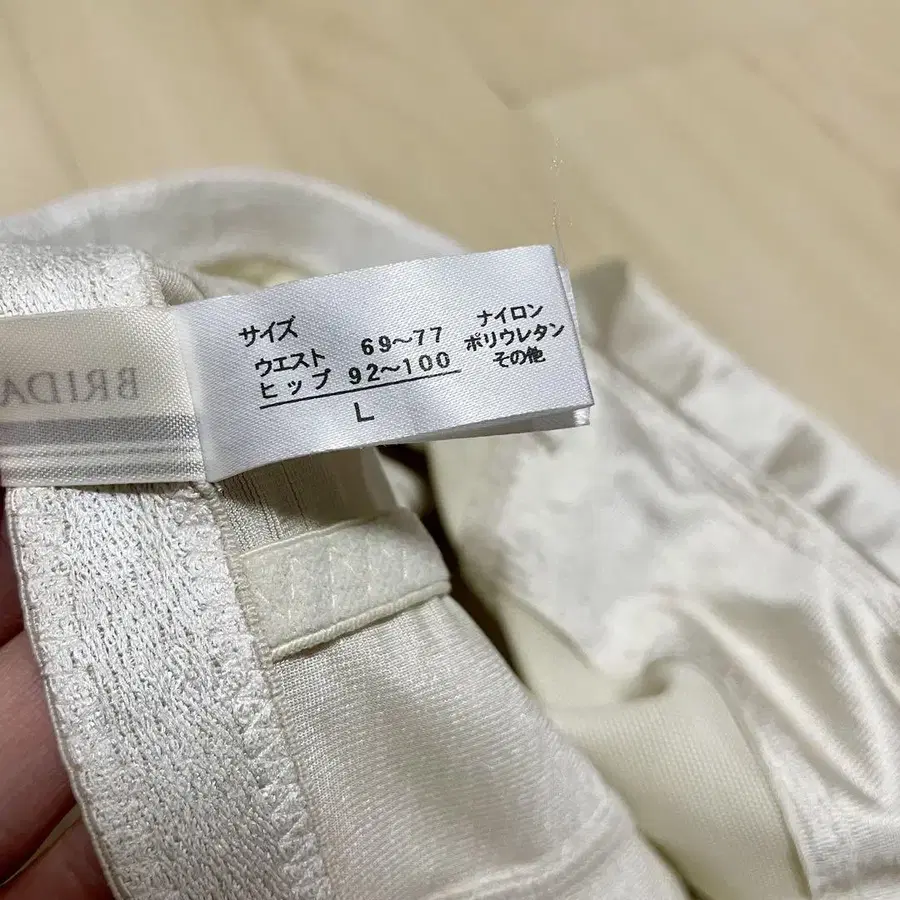 サイズ
ウエスト 69~77
ヒップ 92~100
L
ナイロン
ポリウレタン
その他
BRIDA